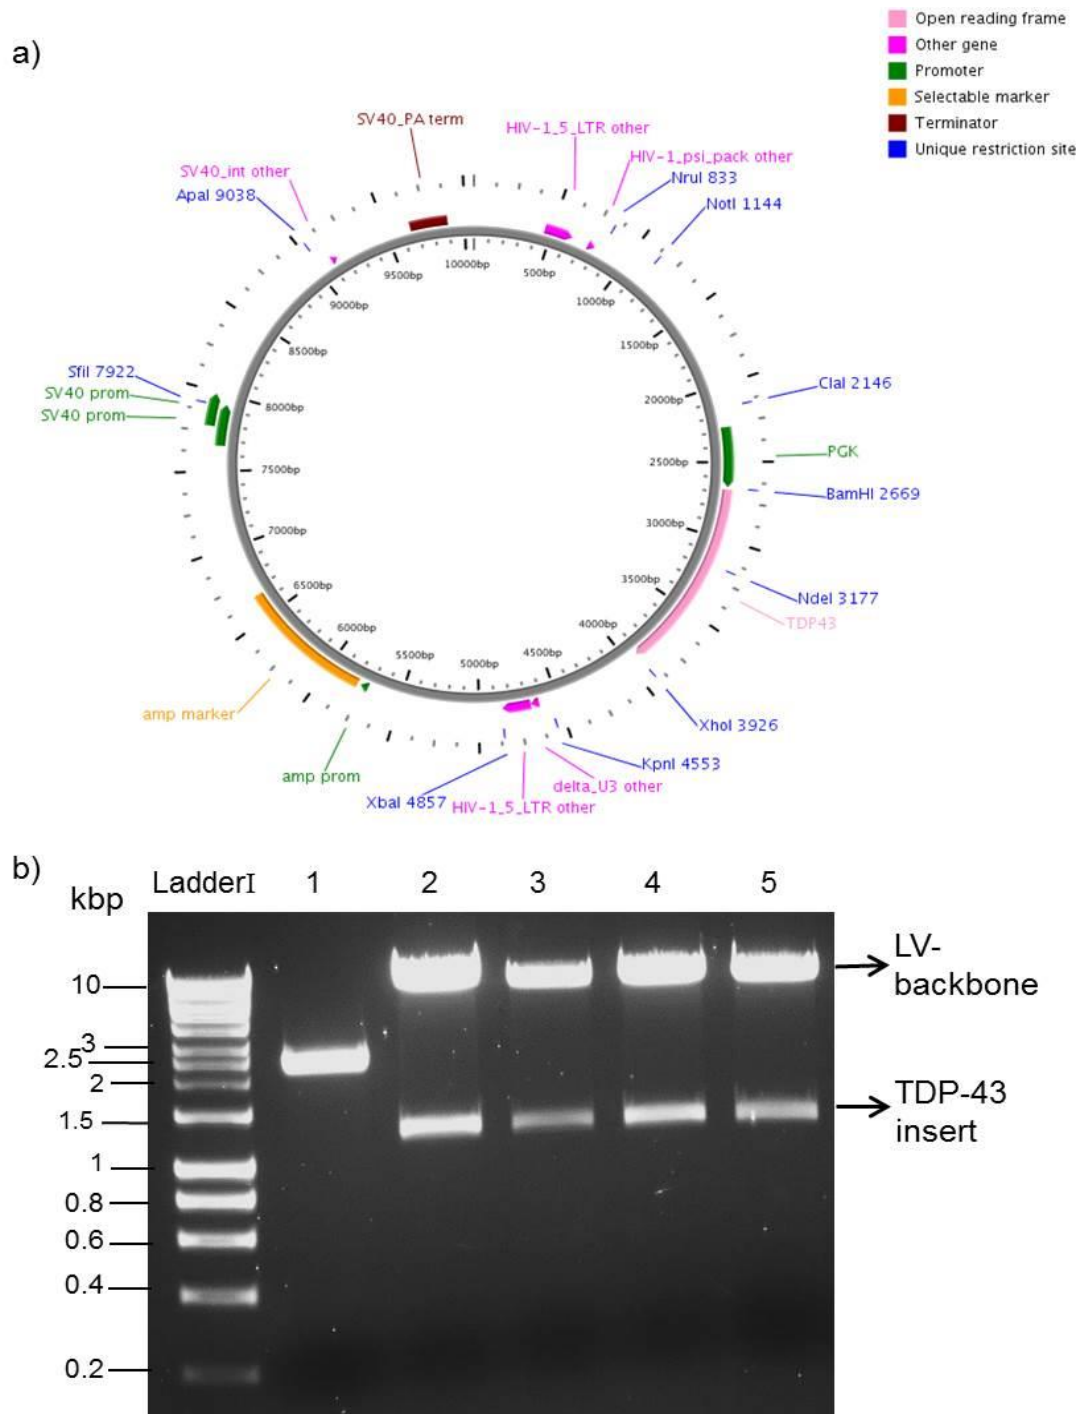 a)
Open reading frame
Other gene
Promoter
Selectable marker
Terminator
Unique restriction site
SV40_PA term
HIV-1_5_LTR other
HIV-1_psi_pack other
SV40_int other
ApaI 9038
NruI 833
NotI 1144
10000bp
500bp
9500bp
1000bp
9000bp
1500bp
8500bp
SfiI 7922
SV40 prom
SV40 prom
ClaI 2146
2000bp
8000bp
PGK
2500bp
7500bp
BamHI 2669
3000bp
7000bp
NdeI 3177
3500bp
6500bp
TDP43
4000bp
6000bp
4500bp
5500bp
5000bp
amp marker
XhoI 3926
KpnI 4553
amp prom
delta_U3 other
XbaI 4857
HIV-1_5_LTR other
b)
kbp
LadderI 1 2 3 4 5
10
3
2.5
2
1.5
1
0.8
0.6
0.4
0.2
LV-
backbone
TDP-43
insert